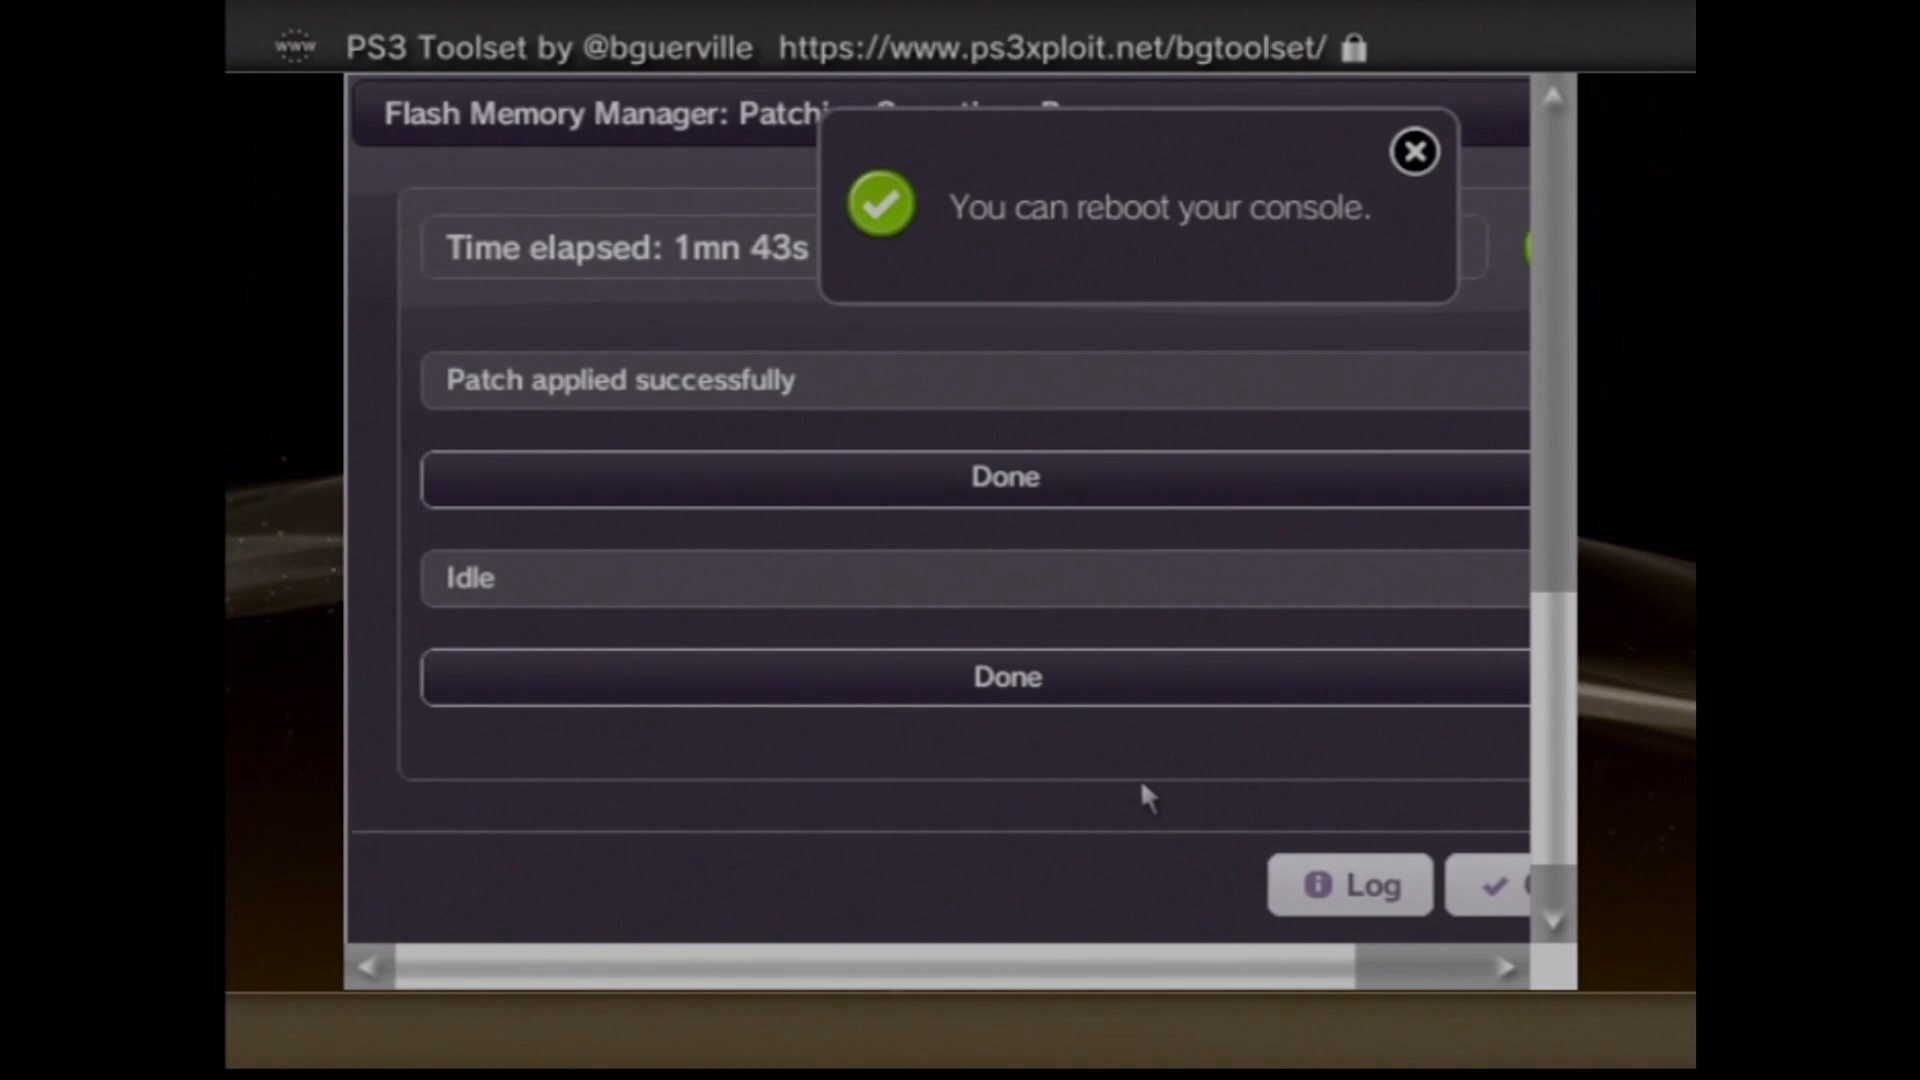 www PS3 Toolset by @bguerville https://www.ps3xploit.net/bgtoolset/
Flash Memory Manager:
You can reboot your console.
Time elapsed: 1mn 43s
Patch applied successfully
Done
Idle
Done
Log